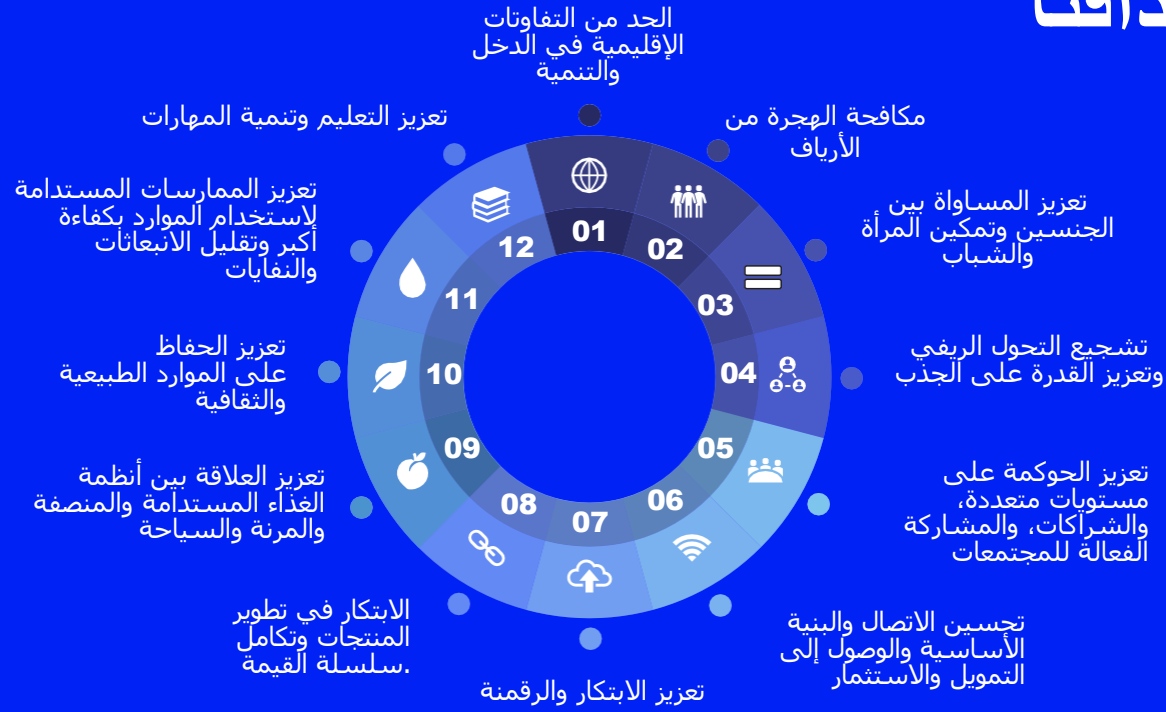 الحد من التفاوتات
الإقليمية في الدخل
والتنمية
01
مكافحة الهجرة من
الأرياف
02
تعزيز المساواة بين
الجنسين وتمكين المرأة
والشباب
03
تشجيع التحول الريفي
وتعزيز القدرة على الجذب
04
تعزيز الحوكمة على
مستويات متعددة،
والشراكات، والمشاركة
الفعالة للمجتمعات
05
تحسين الاتصال والبنية
الأساسية والوصول إلى
التمويل والاستثمار
06
تعزيز الابتكار والرقمنة
07
الابتكار في تطوير
المنتجات وتكامل
.سلسلة القيمة
08
تعزيز العلاقة بين أنظمة
الغذاء المستدامة والمنصفة
والمرنة والسياحة
09
تعزيز الحفاظ
على الموارد الطبيعية
والثقافية
10
تعزيز الممارسات المستدامة
لاستخدام الموارد بكفاءة
أكبر وتقليل الانبعاثات
والنفايات
11
تعزيز التعليم وتنمية المهارات
12